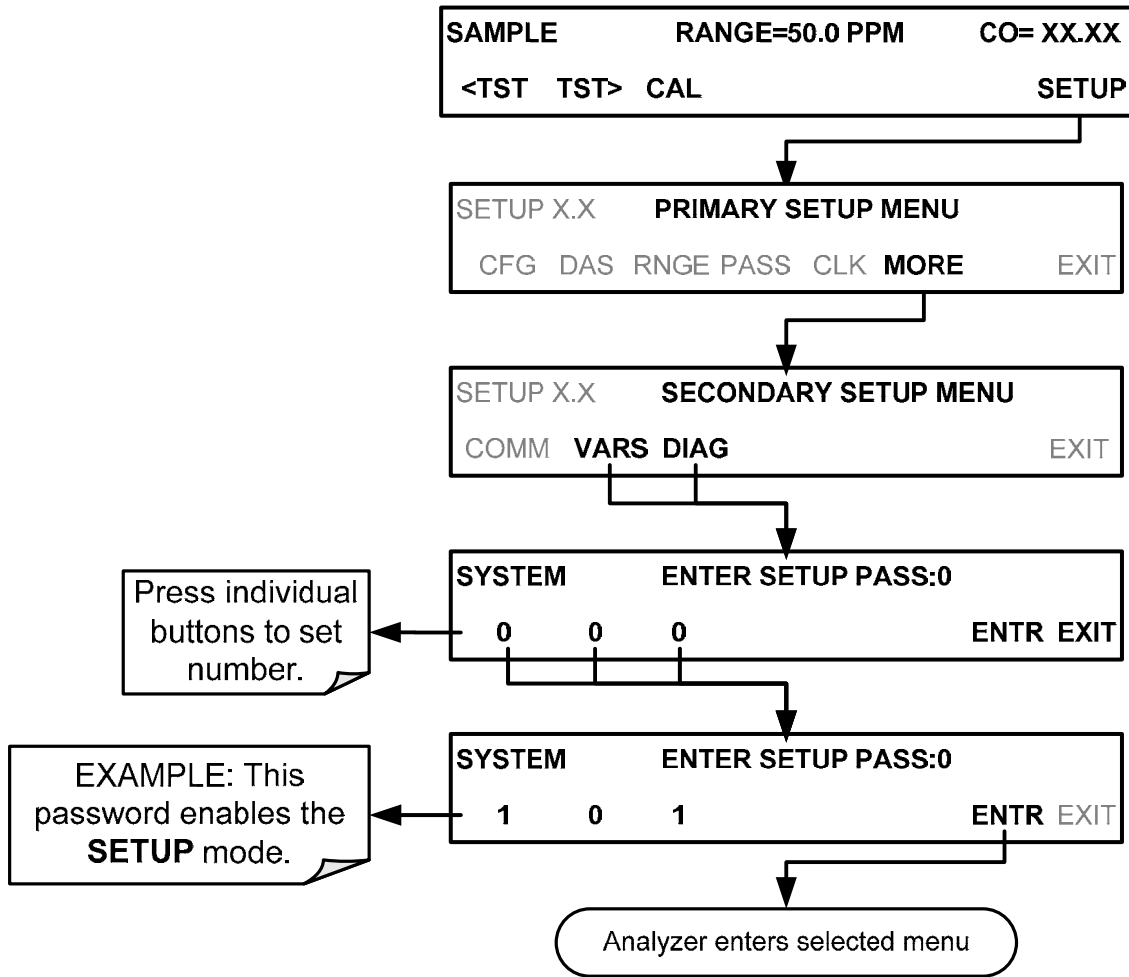 SAMPLE RANGE=50.0 PPM CO= XX.XX
<TST TST> CAL SETUP
SETUP X.X PRIMARY SETUP MENU
CFG DAS RNGE PASS CLK MORE EXIT
SETUP X.X SECONDARY SETUP MENU
COMM VARS DIAG EXIT
SYSTEM ENTER SETUP PASS:0
0 0 0 ENTR EXIT
Press individual
buttons to set
number.
SYSTEM ENTER SETUP PASS:0
1 0 1 ENTR EXIT
EXAMPLE: This
password enables the
SETUP mode.
Analyzer enters selected menu